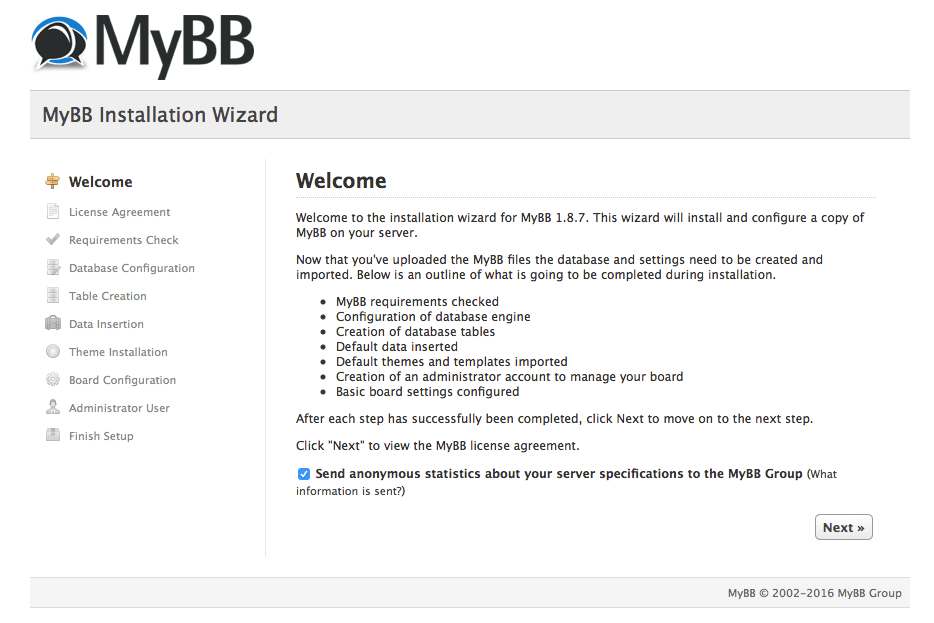 MyBB
MyBB Installation Wizard
Welcome
License Agreement
Requirements Check
Database Configuration
Table Creation
Data Insertion
Theme Installation
Board Configuration
Administrator User
Finish Setup
Welcome
Welcome to the installation wizard for MyBB 1.8.7. This wizard will install and configure a copy of
MyBB on your server.
Now that you've uploaded the MyBB files the database and settings need to be created and
imported. Below is an outline of what is going to be completed during installation.
• MyBB requirements checked
• Configuration of database engine
• Creation of database tables
• Default data inserted
• Default themes and templates imported
• Creation of an administrator account to manage your board
• Basic board settings configured
After each step has successfully been completed, click Next to move on to the next step.
Click "Next" to view the MyBB license agreement.
Send anonymous statistics about your server specifications to the MyBB Group (What
information is sent?)
Next »
MyBB © 2002-2016 MyBB Group